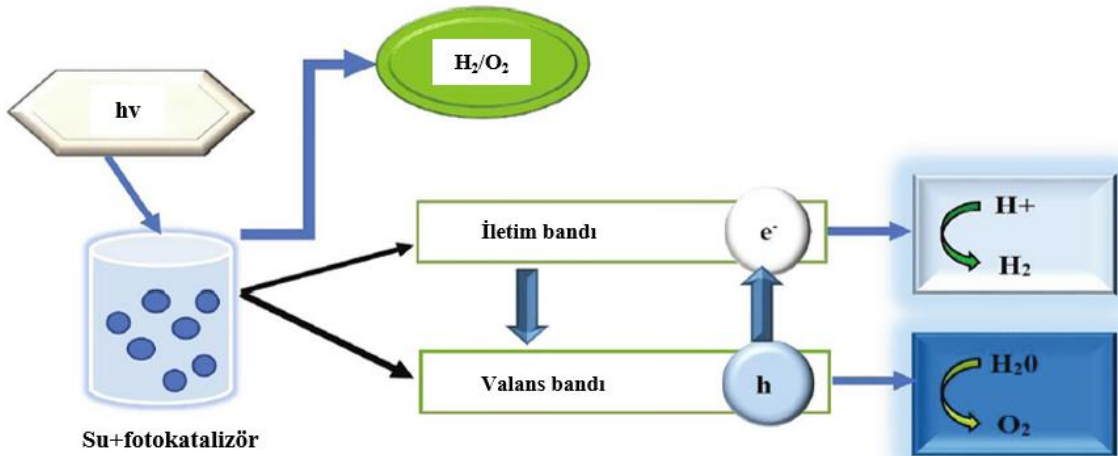 H₂/O₂
hv
İletim bandı
e⁻
H+
H₂
Valans bandı
h
H₂0
O₂
Su+fotokatalizör